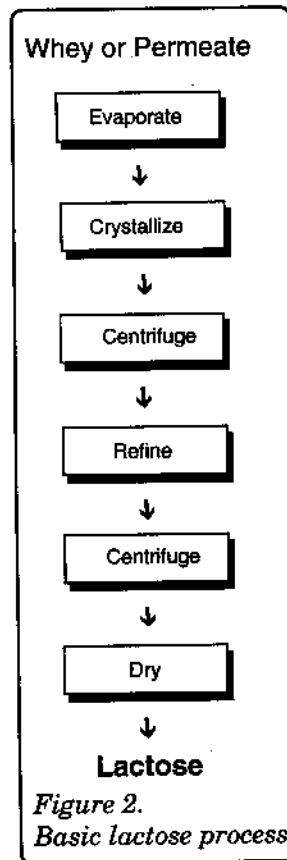 Whey or Permeate
Evaporate
↓
Crystallize
↓
Centrifuge
↓
Refine
↓
Centrifuge
↓
Dry
↓
Lactose
Figure 2.
Basic lactose process